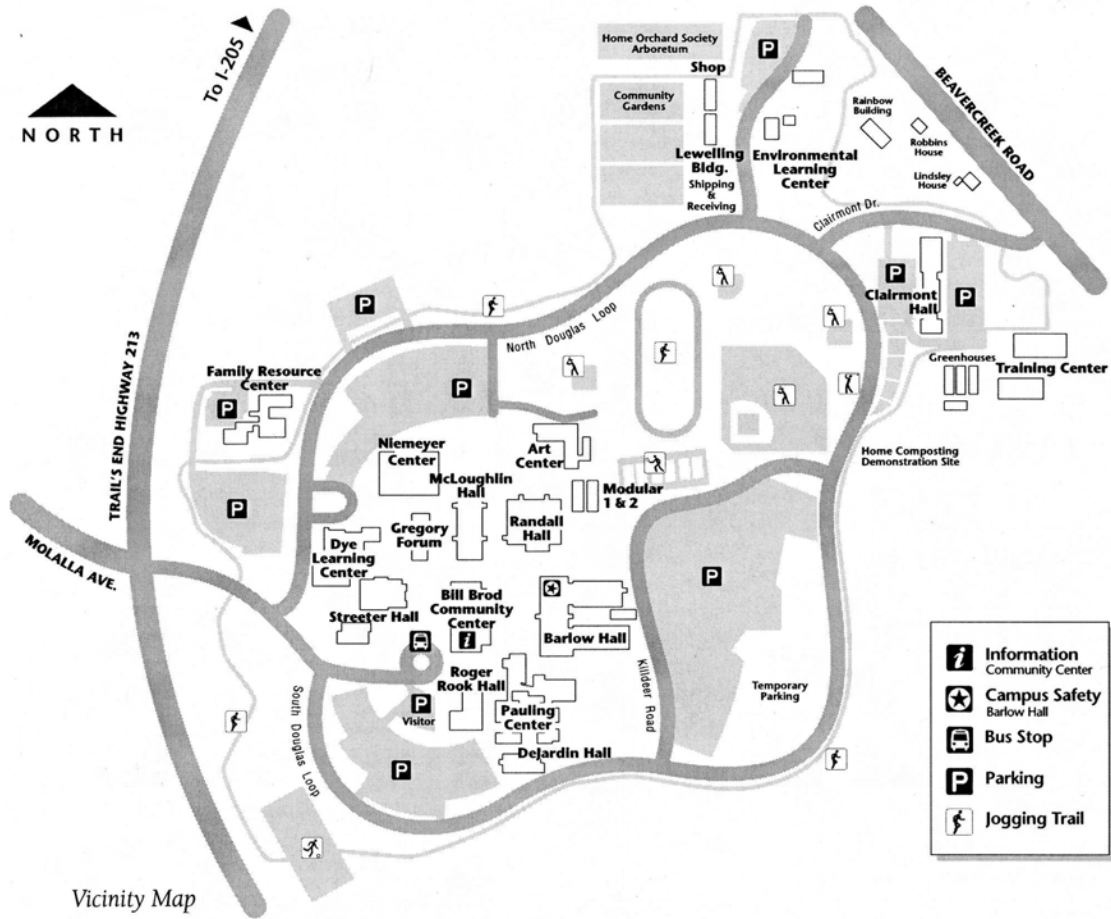 To I-205
NORTH
Home Orchard Society
Arboretum
P
Shop
Community
Gardens
BEAVERCREEK ROAD
Rainbow
Building
Robbins
House
Lindsley
House
Lewelling
Bldg.
Shipping
&
Receiving
Environmental
Learning
Center
Clairmont Dr.
P
Clairmont
Hall
P
P
North Douglas Loop
TRAIL'S END HIGHWAY 213
Family Resource
Center
P
P
Greenhouses
Training Center
Niemeyer
Center
Art
Center
McLoughlin
Hall
Modular
1 & 2
Home Composting
Demonstration Site
P
MOLALLA AVE.
Gregory
Forum
Randall
Hall
Dye
Learning
Center
P
Streeter Hall
Bill Brod
Community
Center
i
Barlow Hall
Roger
Rook Hall
P
Visitor
Pauling
Center
Killdeer Road
Temporary
Parking
South Douglas Loop
DeJardin Hall
P
i Information
Community Center
Campus Safety
Barlow Hall
Bus Stop
P Parking
Jogging Trail
Vicinity Map